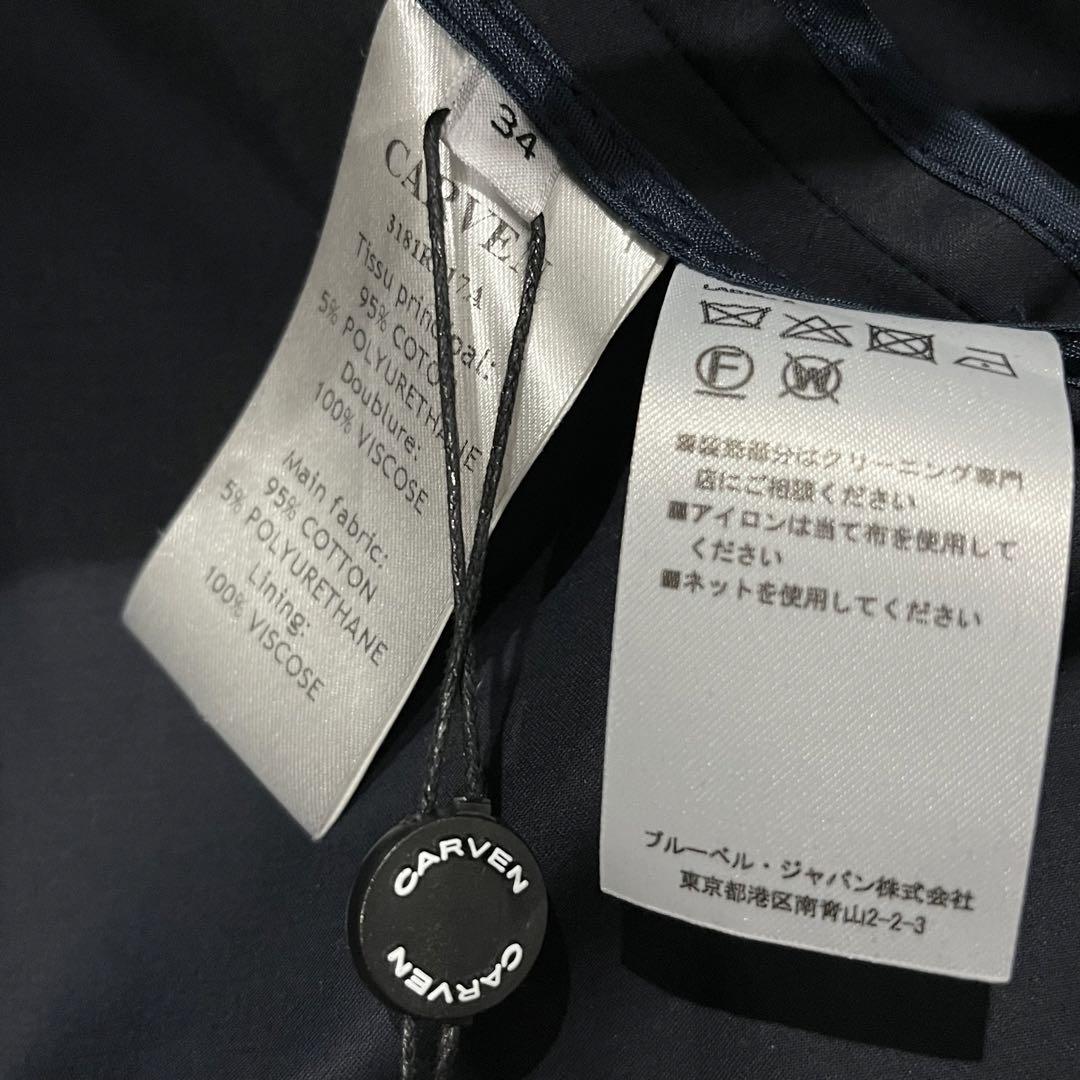 34
CARVEN
Tissu principal:
95% COTON
5% POLYURETHANE
Doublure:
100% VISCOSE
Main fabric:
95% COTTON
5% POLYURETHANE
Lining:
100% VISCOSE
CARVEN
CARVEN
F
W
■装飾部分はクリーニング専門
店にご相談ください
■アイロンは当て布を使用して
ください
■ネットを使用してください
ブルーベル・ジャパン株式会社
東京都港区南青山2-2-3